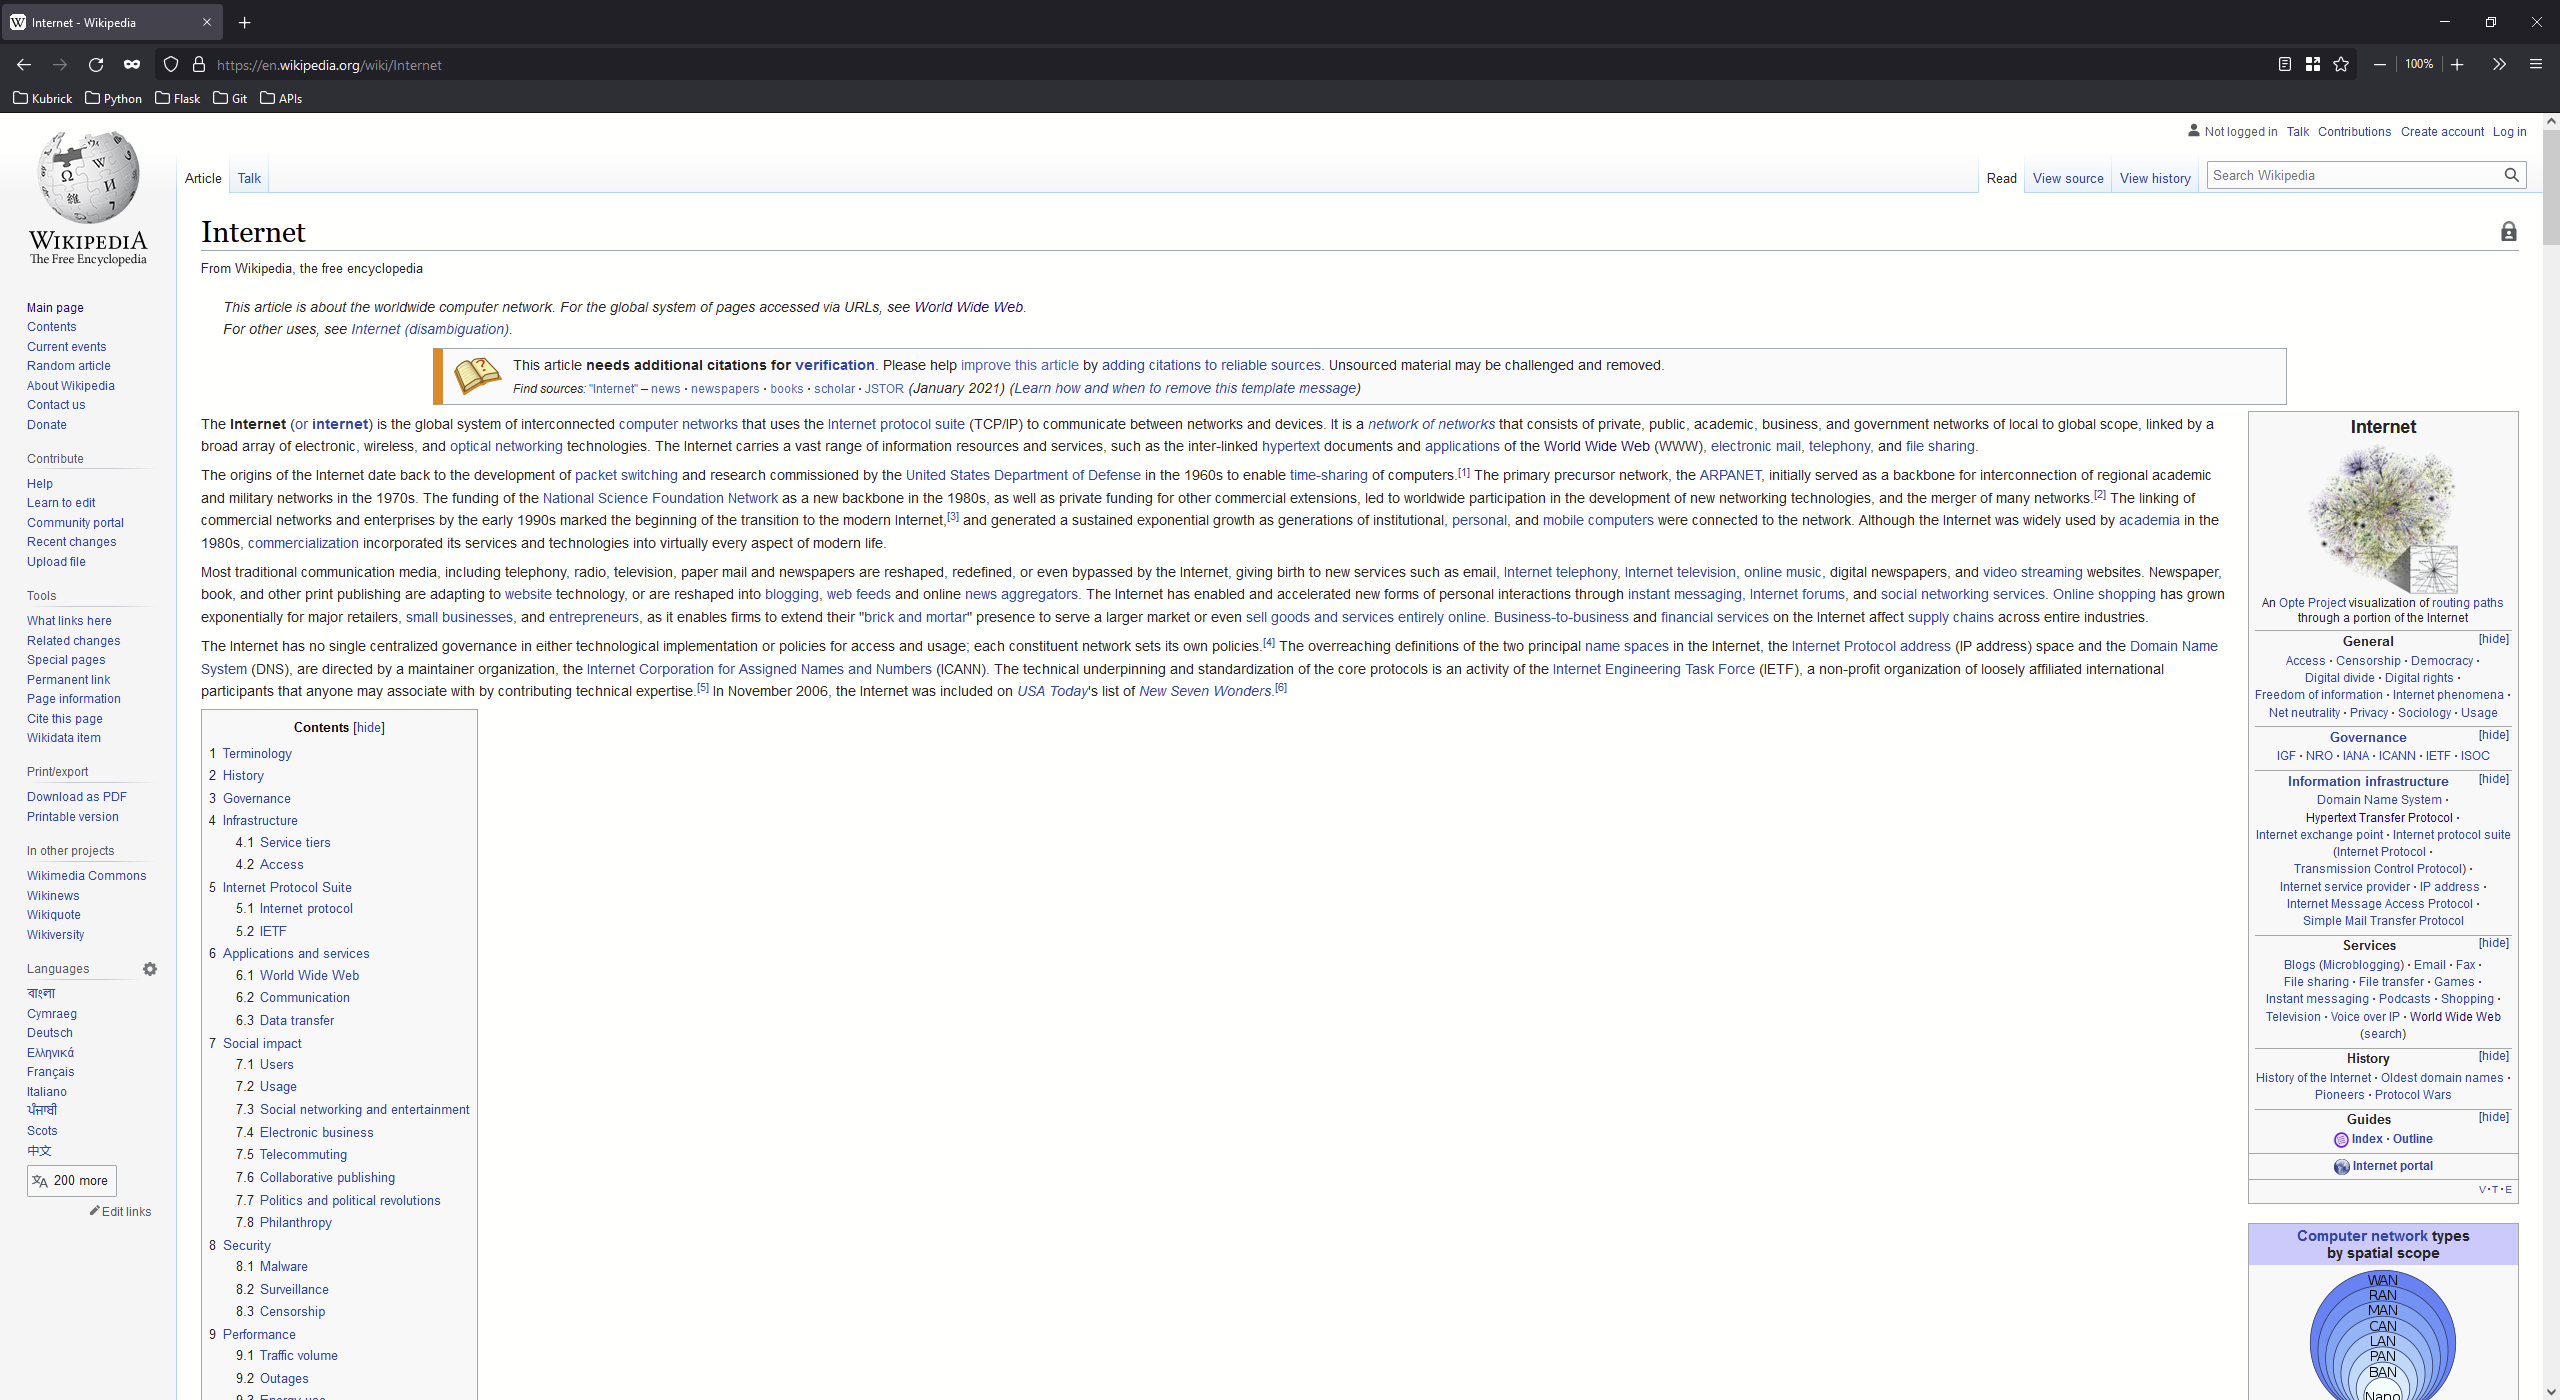 Internet - Wikipedia
https://en.wikipedia.org/wiki/Internet
100%
Kubrick Python Flask Git APIs
Not logged in Talk Contributions Create account Log in
Article Talk
Read View source View history
Search Wikipedia
WIKIPEDIA
The Free Encyclopedia
Main page
Contents
Current events
Random article
About Wikipedia
Contact us
Donate
Contribute
Help
Learn to edit
Community portal
Recent changes
Upload file
Tools
What links here
Related changes
Special pages
Permanent link
Page information
Cite this page
Wikidata item
Print/export
Download as PDF
Printable version
In other projects
Wikimedia Commons
Wikinews
Wikiquote
Wikiversity
Languages
বাংলা
Cymraeg
Deutsch
Ελληνικά
Français
Italiano
ਪੰਜਾਬੀ
Scots
中文
200 more
Edit links
Internet
From Wikipedia, the free encyclopedia
This article is about the worldwide computer network. For the global system of pages accessed via URLs, see World Wide Web.
For other uses, see Internet (disambiguation).
This article needs additional citations for verification. Please help improve this article by adding citations to reliable sources. Unsourced material may be challenged and removed.
Find sources: "Internet" – news · newspapers · books · scholar · JSTOR (January 2021) (Learn how and when to remove this template message)
The Internet (or internet) is the global system of interconnected computer networks that uses the Internet protocol suite (TCP/IP) to communicate between networks and devices. It is a network of networks that consists of private, public, academic, business, and government networks of local to global scope, linked by a
broad array of electronic, wireless, and optical networking technologies. The Internet carries a vast range of information resources and services, such as the inter-linked hypertext documents and applications of the World Wide Web (WWW), electronic mail, telephony, and file sharing.
The origins of the Internet date back to the development of packet switching and research commissioned by the United States Department of Defense in the 1960s to enable time-sharing of computers.[1] The primary precursor network, the ARPANET, initially served as a backbone for interconnection of regional academic
and military networks in the 1970s. The funding of the National Science Foundation Network as a new backbone in the 1980s, as well as private funding for other commercial extensions, led to worldwide participation in the development of new networking technologies, and the merger of many networks.[2] The linking of
commercial networks and enterprises by the early 1990s marked the beginning of the transition to the modern Internet,[3] and generated a sustained exponential growth as generations of institutional, personal, and mobile computers were connected to the network. Although the Internet was widely used by academia in the
1980s, commercialization incorporated its services and technologies into virtually every aspect of modern life.
Most traditional communication media, including telephony, radio, television, paper mail and newspapers are reshaped, redefined, or even bypassed by the Internet, giving birth to new services such as email, Internet telephony, Internet television, online music, digital newspapers, and video streaming websites. Newspaper,
book, and other print publishing are adapting to website technology, or are reshaped into blogging, web feeds and online news aggregators. The Internet has enabled and accelerated new forms of personal interactions through instant messaging, Internet forums, and social networking services. Online shopping has grown
exponentially for major retailers, small businesses, and entrepreneurs, as it enables firms to extend their "brick and mortar" presence to serve a larger market or even sell goods and services entirely online. Business-to-business and financial services on the Internet affect supply chains across entire industries.
The Internet has no single centralized governance in either technological implementation or policies for access and usage; each constituent network sets its own policies.[4] The overreaching definitions of the two principal name spaces in the Internet, the Internet Protocol address (IP address) space and the Domain Name
System (DNS), are directed by a maintainer organization, the Internet Corporation for Assigned Names and Numbers (ICANN). The technical underpinning and standardization of the core protocols is an activity of the Internet Engineering Task Force (IETF), a non-profit organization of loosely affiliated international
participants that anyone may associate with by contributing technical expertise.[5] In November 2006, the Internet was included on USA Today's list of New Seven Wonders.[6]
Contents [hide]
1 Terminology
2 History
3 Governance
4 Infrastructure
4.1 Service tiers
4.2 Access
5 Internet Protocol Suite
5.1 Internet protocol
5.2 IETF
6 Applications and services
6.1 World Wide Web
6.2 Communication
6.3 Data transfer
7 Social impact
7.1 Users
7.2 Usage
7.3 Social networking and entertainment
7.4 Electronic business
7.5 Telecommuting
7.6 Collaborative publishing
7.7 Politics and political revolutions
7.8 Philanthropy
8 Security
8.1 Malware
8.2 Surveillance
8.3 Censorship
9 Performance
9.1 Traffic volume
9.2 Outages
9.3 Energy use
Internet
An Opte Project visualization of routing paths
through a portion of the Internet
General [hide]
Access · Censorship · Democracy ·
Digital divide · Digital rights ·
Freedom of information · Internet phenomena ·
Net neutrality · Privacy · Sociology · Usage
Governance [hide]
IGF · NRO · IANA · ICANN · IETF · ISOC
Information infrastructure [hide]
Domain Name System ·
Hypertext Transfer Protocol ·
Internet exchange point · Internet protocol suite
(Internet Protocol ·
Transmission Control Protocol) ·
Internet service provider · IP address ·
Internet Message Access Protocol ·
Simple Mail Transfer Protocol
Services [hide]
Blogs (Microblogging) · Email · Fax ·
File sharing · File transfer · Games ·
Instant messaging · Podcasts · Shopping ·
Television · Voice over IP · World Wide Web
(search)
History [hide]
History of the Internet · Oldest domain names ·
Pioneers · Protocol Wars
Guides [hide]
Index · Outline
Internet portal
V · T · E
Computer network types
by spatial scope
WAN
RAN
MAN
CAN
LAN
PAN
BAN
Nano